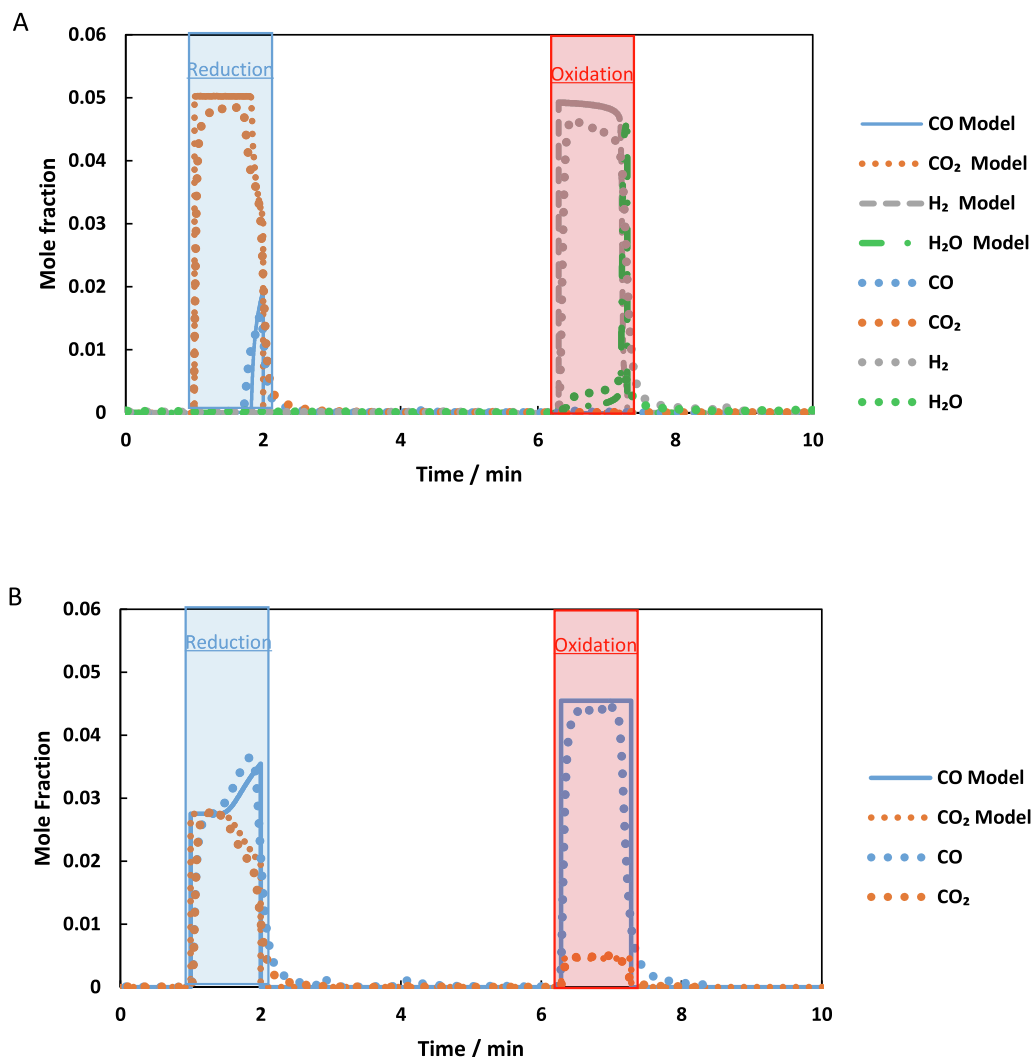 A
0.06
0.05
0.04
0.03
0.02
0.01
0
Mole fraction
Reduction
Oxidation
0 2 4 6 8 10
Time / min
CO Model
CO₂ Model
H₂ Model
H₂O Model
CO
CO₂
H₂
H₂O
B
0.06
0.05
0.04
0.03
0.02
0.01
0
Mole Fraction
Reduction
Oxidation
0 2 4 6 8 10
Time / min
CO Model
CO₂ Model
CO
CO₂